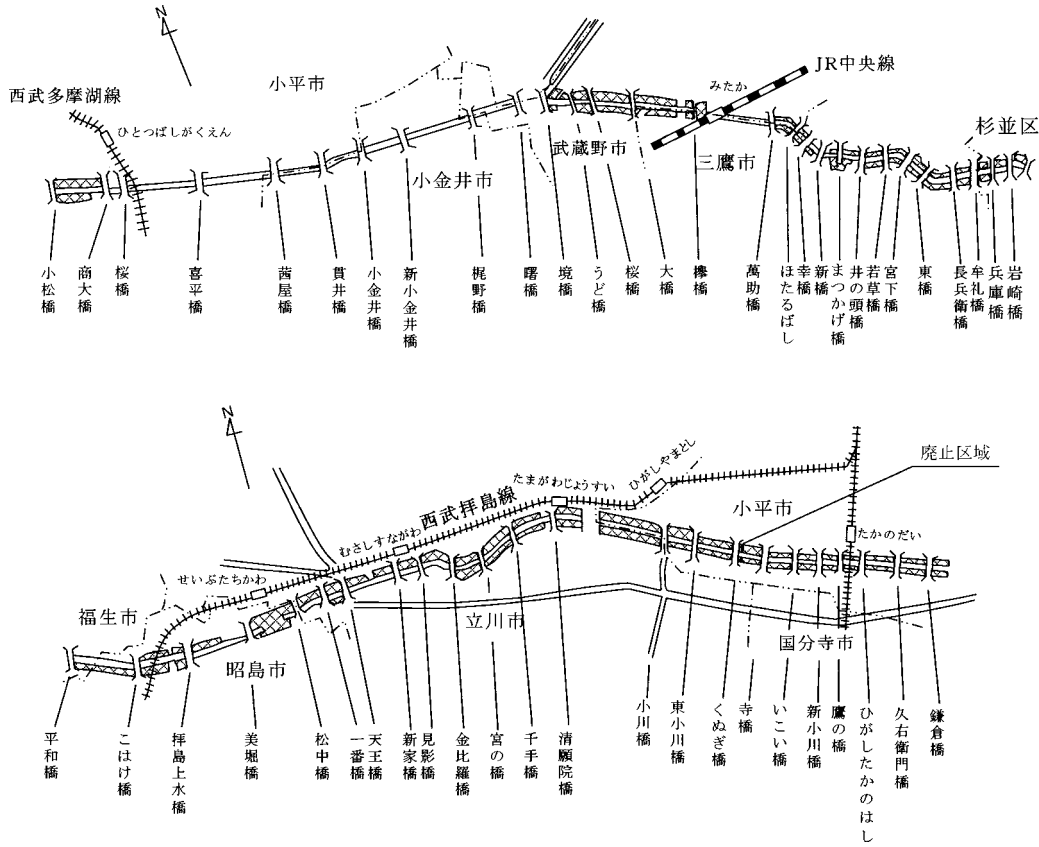 N
小平市
西武多摩湖線
ひとつばしがくえん
みたか
JR中央線
杉並区
武蔵野市
三鷹市
小金井市
小松橋
商大橋
桜橋
喜平橋
茜屋橋
貫井橋
小金井橋
新小金井橋
梶野橋
曙橋
境橋
うど橋
桜橋
大橋
欅橋
萬助橋
ほたるばし
幸橋
新橋
まつかげ橋
井の頭橋
若草橋
宮下橋
東橋
長兵衛橋
牟礼橋
兵庫橋
岩崎橋
N
廃止区域
ひがしやまとし
たまがわじょうすい
西武拝島線
小平市
むさしすながわ
たかのだい
せいぶたちかわ
福生市
立川市
国分寺市
昭島市
平和橋
こはけ橋
拝島上水橋
美堀橋
松中橋
一番橋
天王橋
新家橋
見影橋
金比羅橋
宮の橋
千手橋
清願院橋
小川橋
東小川橋
くぬぎ橋
寺橋
いこい橋
新小川橋
鷹の橋
ひがしたかのはし
久右衛門橋
鎌倉橋